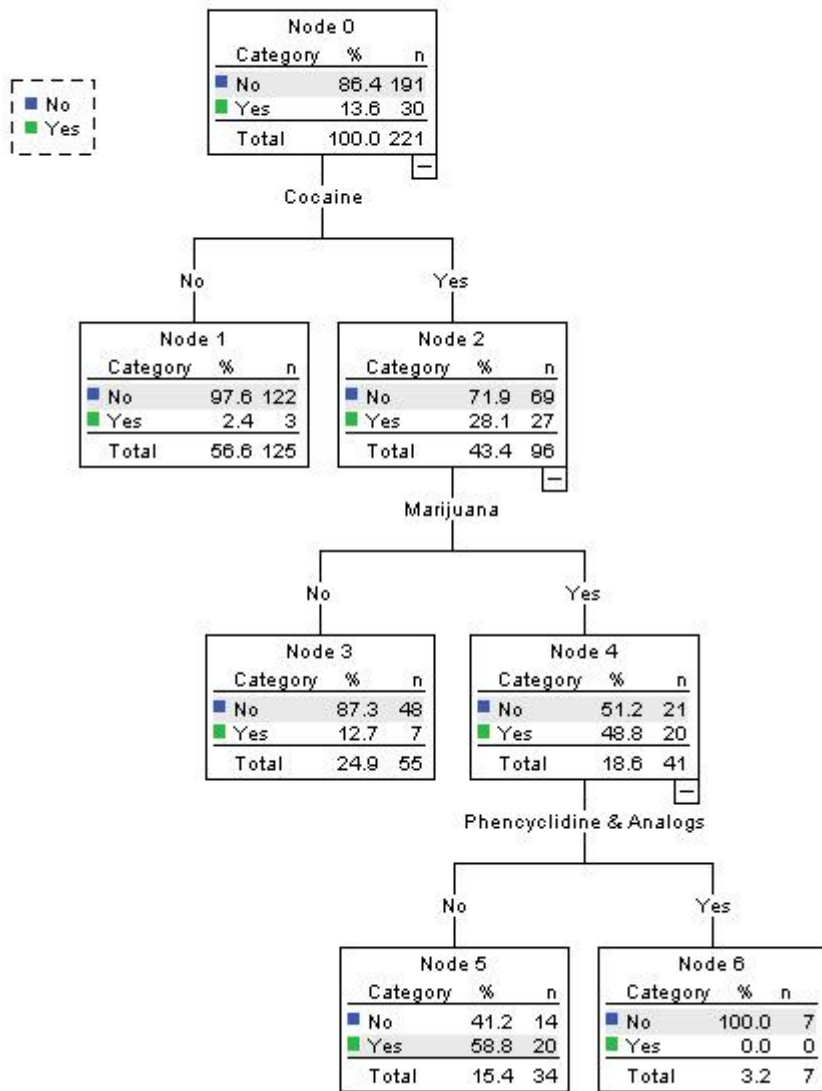 No
Yes
Node 0
Category % n
No 86.4 191
Yes 13.6 30
Total 100.0 221
Cocaine
No Yes
Node 1
Category % n
No 97.6 122
Yes 2.4 3
Total 56.6 125
Node 2
Category % n
No 71.9 69
Yes 28.1 27
Total 43.4 96
Marijuana
No Yes
Node 3
Category % n
No 87.3 48
Yes 12.7 7
Total 24.9 55
Node 4
Category % n
No 51.2 21
Yes 48.8 20
Total 18.6 41
Phencyclidine & Analogs
No Yes
Node 5
Category % n
No 41.2 14
Yes 58.8 20
Total 15.4 34
Node 6
Category % n
No 100.0 7
Yes 0.0 0
Total 3.2 7